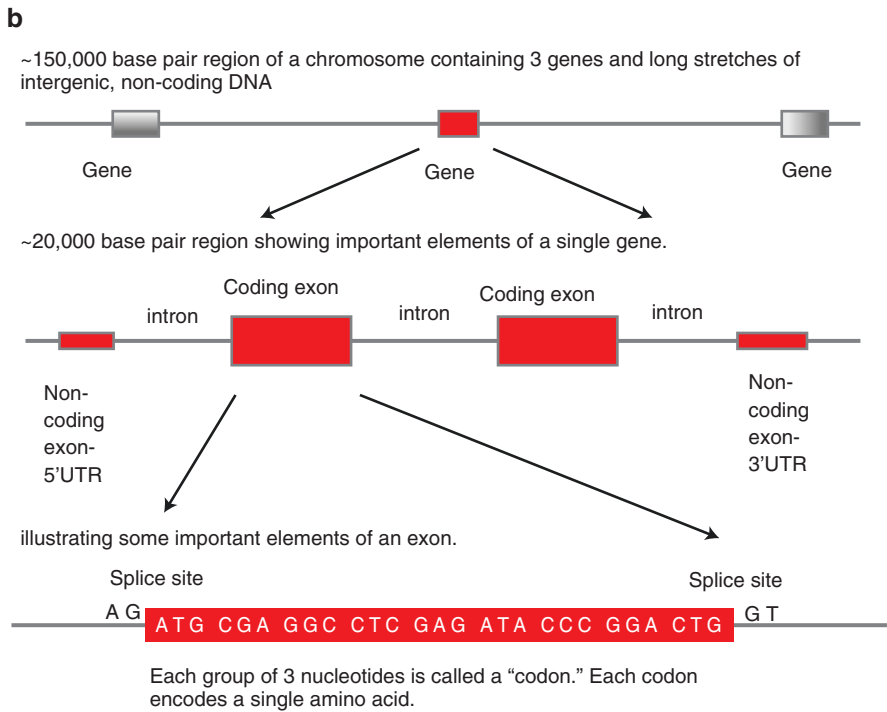 b
~150,000 base pair region of a chromosome containing 3 genes and long stretches of
intergenic, non-coding DNA
Gene
Gene
Gene
~20,000 base pair region showing important elements of a single gene.
Coding exon
Coding exon
intron
intron
intron
Non-
coding
exon-
5’UTR
Non-
coding
exon-
3’UTR
illustrating some important elements of an exon.
Splice site
Splice site
A G
ATG CGA GGC CTC GAG ATA CCC GGA CTG
G T
Each group of 3 nucleotides is called a “codon.” Each codon
encodes a single amino acid.